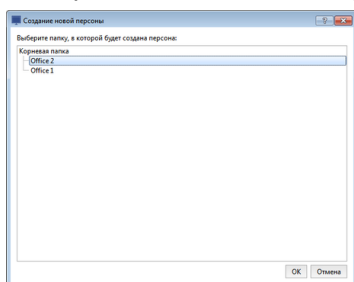 Создание новой персоны
Выберите папку, в которой будет создана персона:
Корневая папка
Office 2
Office 1
OK Отмена